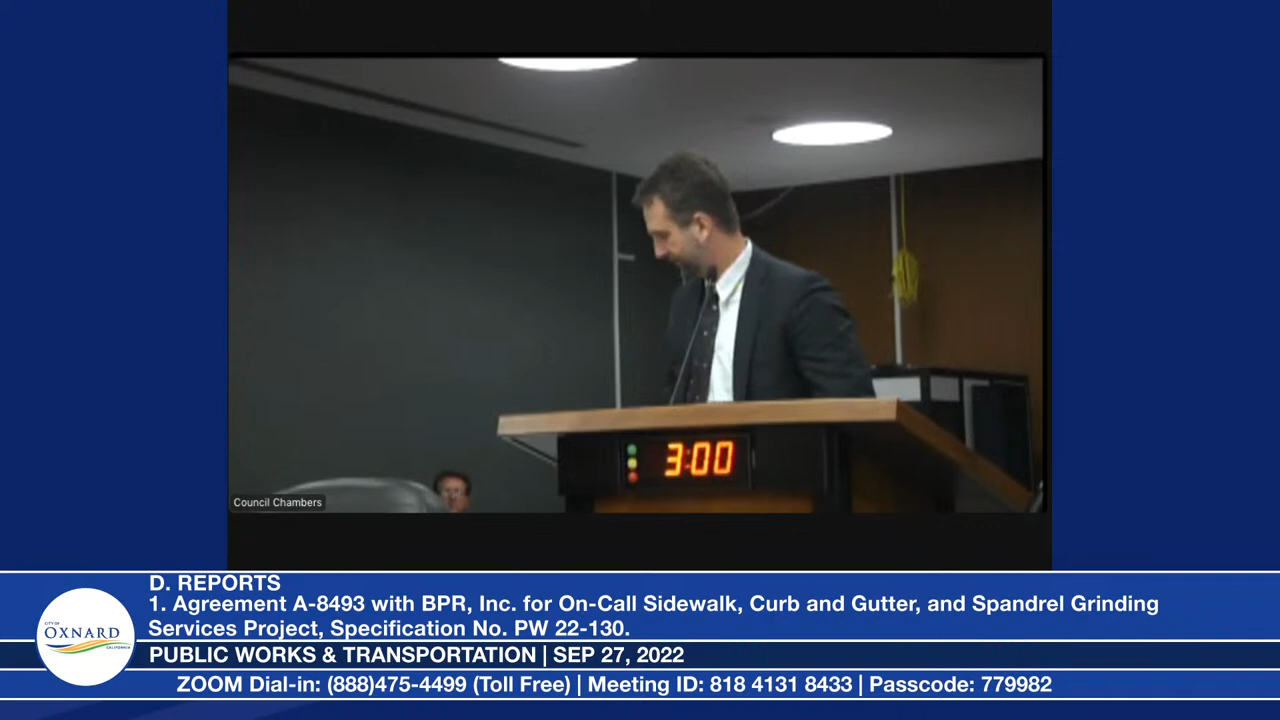 3:00
Council Chambers
D. REPORTS
1. Agreement A-8493 with BPR, Inc. for On-Call Sidewalk, Curb and Gutter, and Spandrel Grinding
Services Project, Specification No. PW 22-130.
CITY OF
OXNARD
CALIFORNIA
PUBLIC WORKS & TRANSPORTATION | SEP 27, 2022
ZOOM Dial-in: (888)475-4499 (Toll Free) | Meeting ID: 818 4131 8433 | Passcode: 779982